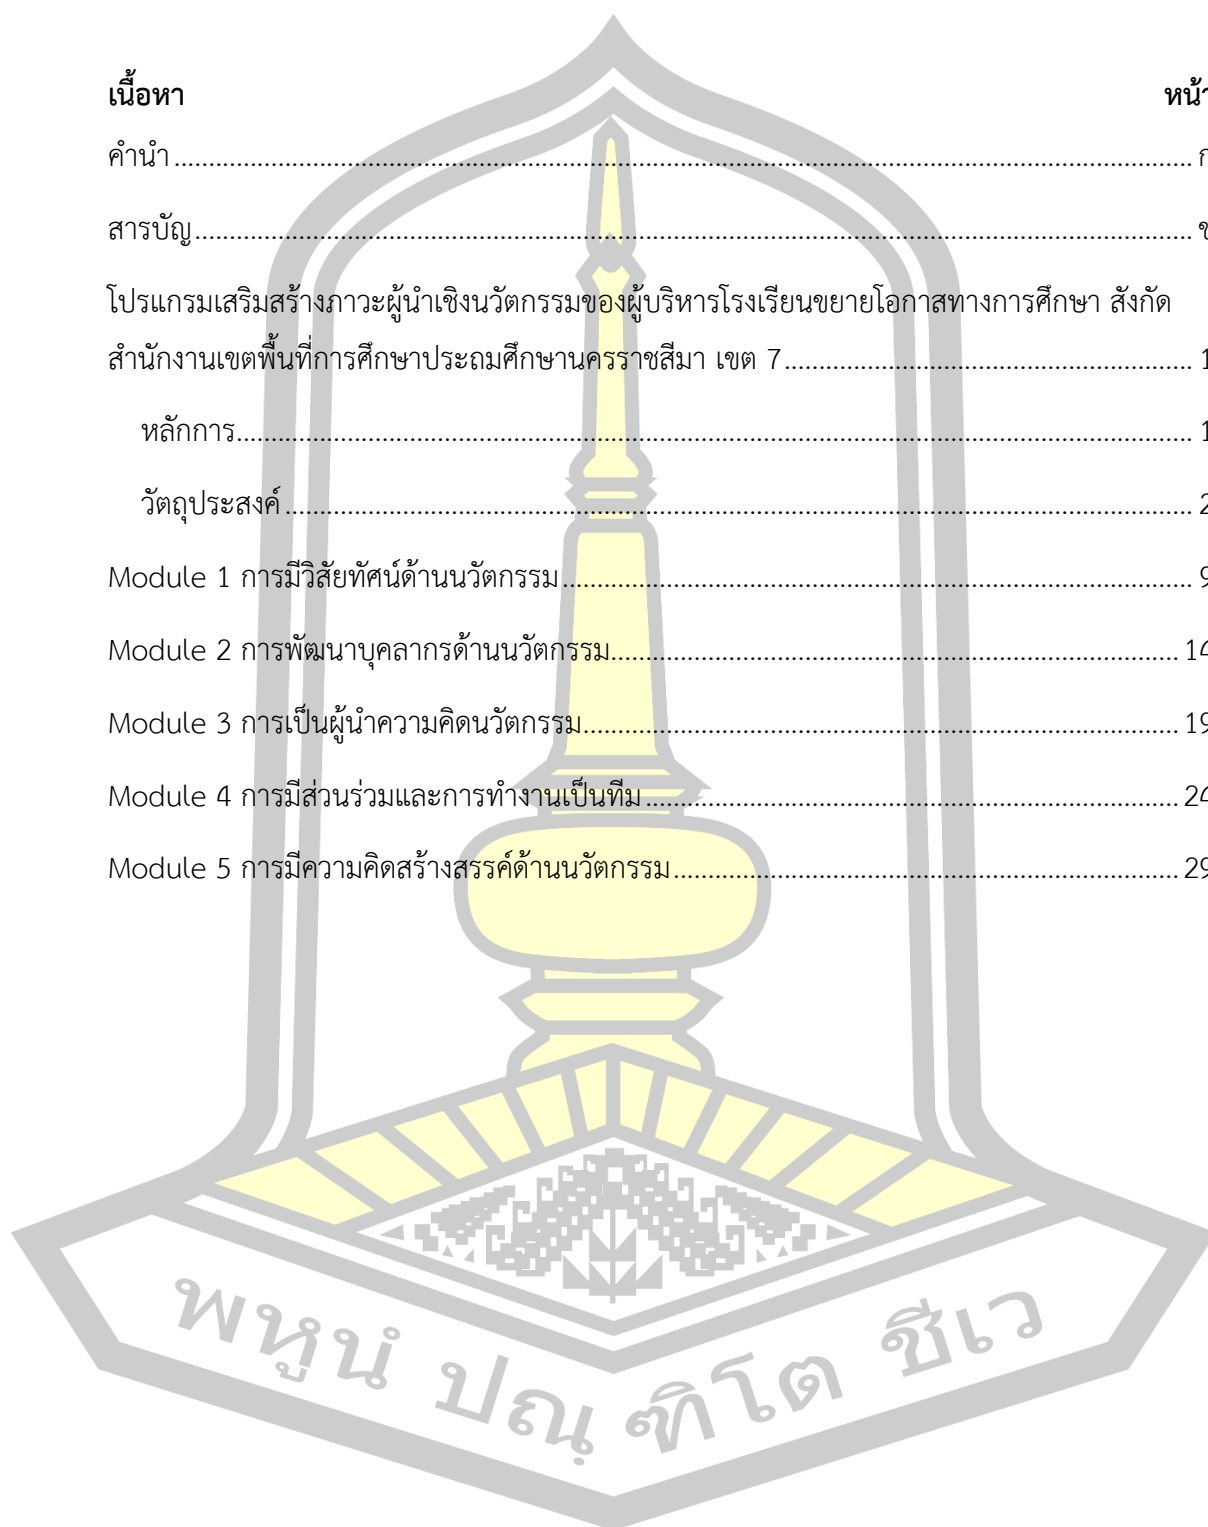 เนื้อหา หน้า
คำนำ ก
สารบัญ ข
โปรแกรมเสริมสร้างภาวะผู้นำเชิงนวัตกรรมของผู้บริหารโรงเรียนขยายโอกาสทางการศึกษา สังกัด
สำนักงานเขตพื้นที่การศึกษาประถมศึกษานครราชสีมา เขต 7 1
หลักการ 1
วัตถุประสงค์ 2
Module 1 การมีวิสัยทัศน์ด้านนวัตกรรม 9
Module 2 การพัฒนาบุคลากรด้านนวัตกรรม 14
Module 3 การเป็นผู้นำความคิดนวัตกรรม 19
Module 4 การมีส่วนร่วมและการทำงานเป็นทีม 24
Module 5 การมีความคิดสร้างสรรค์ด้านนวัตกรรม 29
พหูนํ ปณฺฑิโต ชีเว